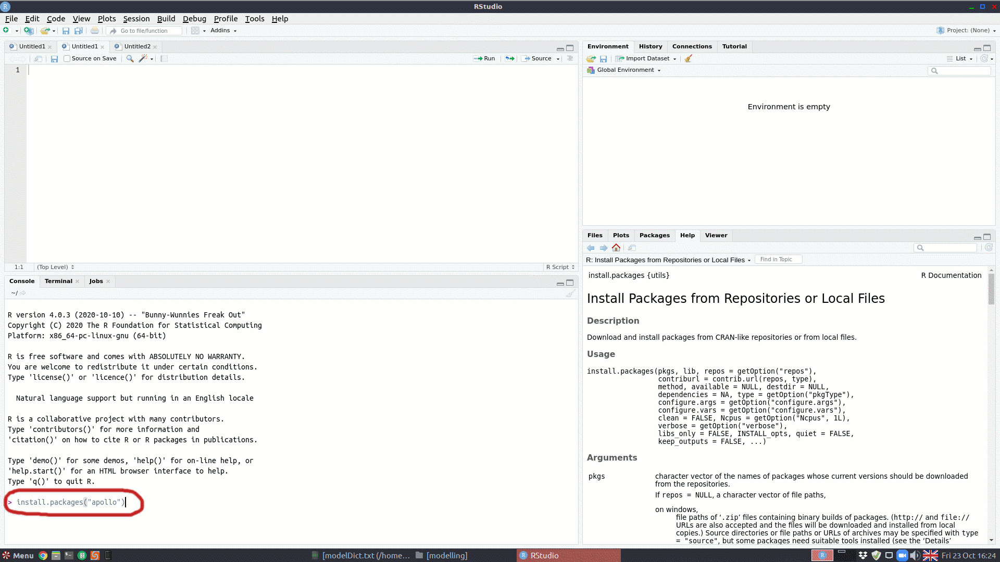 RStudio
File Edit Code View Plots Session Build Debug Profile Tools Help
Go to file/function Addins Project: (None)
Untitled1 Untitled1 Untitled2
Source on Save Run Source
1
1:1 (Top Level) R Script
Console Terminal Jobs
~/
R version 4.0.3 (2020-10-10) -- "Bunny-Wunnies Freak Out"
Copyright (C) 2020 The R Foundation for Statistical Computing
Platform: x86_64-pc-linux-gnu (64-bit)
R is free software and comes with ABSOLUTELY NO WARRANTY.
You are welcome to redistribute it under certain conditions.
Type 'license()' or 'licence()' for distribution details.
Natural language support but running in an English locale
R is a collaborative project with many contributors.
Type 'contributors()' for more information and
'citation()' on how to cite R or R packages in publications.
Type 'demo()' for some demos, 'help()' for on-line help, or
'help.start()' for an HTML browser interface to help.
Type 'q()' to quit R.
> install.packages("apollo")
Environment History Connections Tutorial
Import Dataset List
Global Environment
Environment is empty
Files Plots Packages Help Viewer
R: Install Packages from Repositories or Local Files Find in Topic
install.packages {utils} R Documentation
Install Packages from Repositories or Local Files
Description
Download and install packages from CRAN-like repositories or from local files.
Usage
install.packages(pkgs, lib, repos = getOption("repos"),
contriburl = contrib.url(repos, type),
method, available = NULL, destdir = NULL,
dependencies = NA, type = getOption("pkgType"),
configure.args = getOption("configure.args"),
configure.vars = getOption("configure.vars"),
clean = FALSE, Ncpus = getOption("Ncpus", 1L),
verbose = getOption("verbose"),
libs_only = FALSE, INSTALL_opts, quiet = FALSE,
keep_outputs = FALSE, ...)
Arguments
pkgs character vector of the names of packages whose current versions should be downloaded
from the repositories.
If repos = NULL, a character vector of file paths,
on windows,
file paths of ‘.zip’ files containing binary builds of packages. (http:// and file://
URLs are also accepted and the files will be downloaded and installed from local
copies.) Source directories or file paths or URLs of archives may be specified with type
= "source", but some packages need suitable tools installed (see the ‘Details’
Menu [modelDict.txt (/home... [modelling] RStudio Fri 23 Oct 16:24